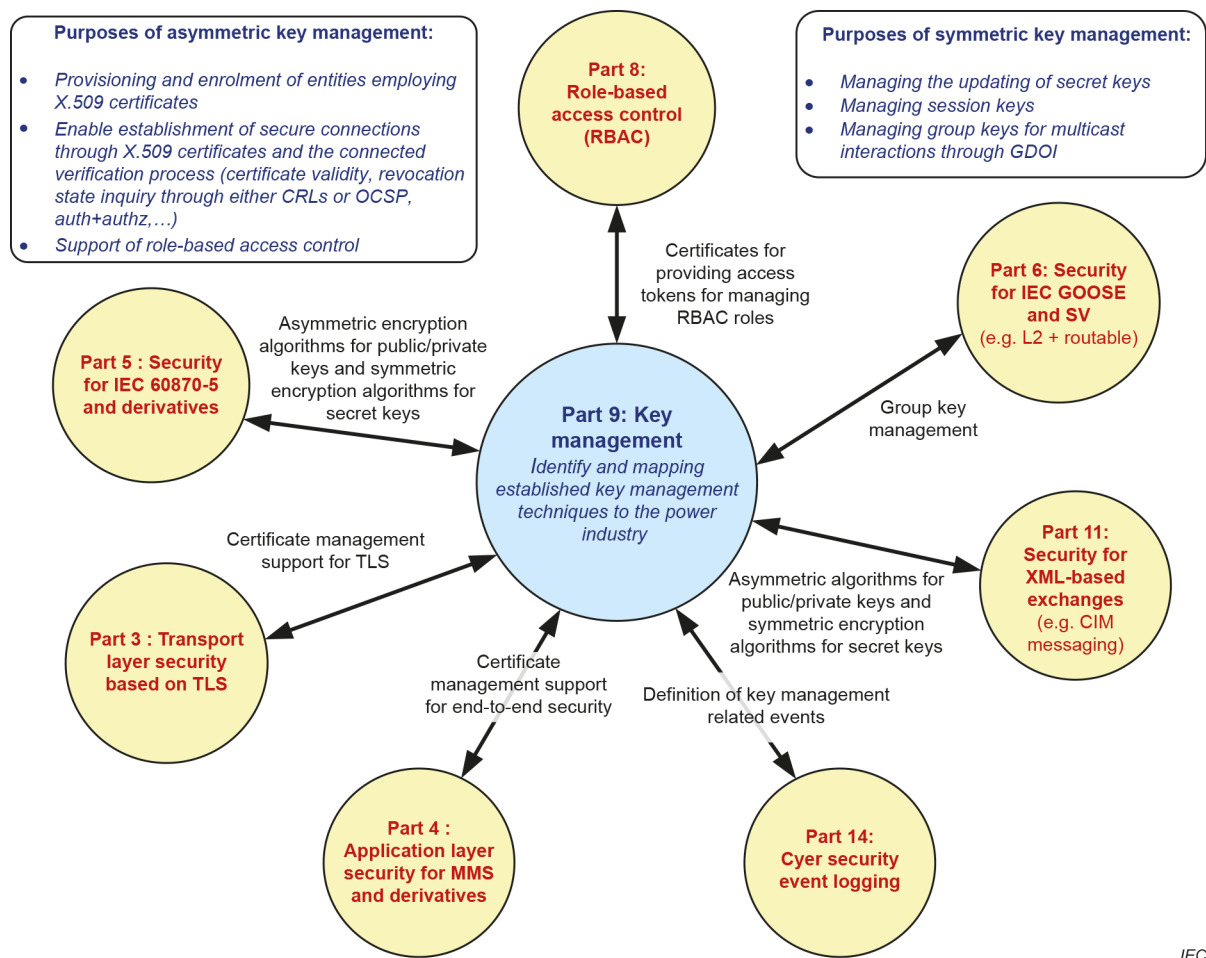 Purposes of asymmetric key management:
• Provisioning and enrolment of entities employing
X.509 certificates
• Enable establishment of secure connections
through X.509 certificates and the connected
verification process (certificate validity, revocation
state inquiry through either CRLs or OCSP,
auth+authz,…)
• Support of role-based access control
Part 8:
Role-based
access control
(RBAC)
Purposes of symmetric key management:
• Managing the updating of secret keys
• Managing session keys
• Managing group keys for multicast
interactions through GDOI
Certificates for
providing access
tokens for managing
RBAC roles
Part 6: Security
for IEC GOOSE
and SV
(e.g. L2 + routable)
Asymmetric encryption
algorithms for public/private
keys and symmetric
encryption algorithms for
secret keys
Part 5 : Security
for IEC 60870-5
and derivatives
Group key
management
Part 9: Key
management
Identify and mapping
established key management
techniques to the power
industry
Certificate management
support for TLS
Part 11:
Security for
XML-based
exchanges
(e.g. CIM
messaging)
Asymmetric algorithms for
public/private keys and
symmetric encryption
algorithms for secret keys
Part 3 : Transport
layer security
based on TLS
Certificate
management support
for end-to-end security
Definition of key management
related events
Part 4 :
Application layer
security for MMS
and derivatives
Part 14:
Cyer security
event logging
IEC